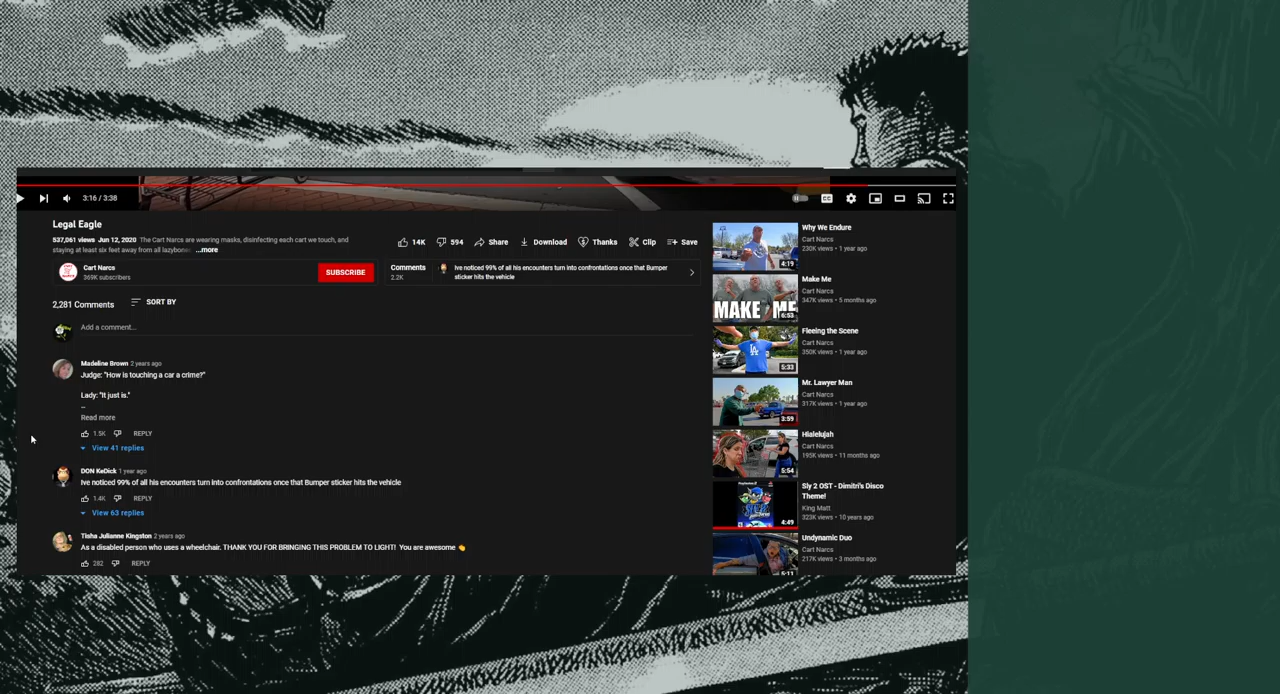 3:16 / 3:38
Legal Eagle
537,061 views Jun 12, 2020 The Cart Narcs are wearing masks, disinfecting each cart we touch, and
staying at least six feet away from all lazybones ...more
14K
594
Share
Download
Thanks
Clip
Save
Cart Narcs
369K subscribers
SUBSCRIBE
Comments
2.2K
Ive noticed 99% of all his encounters turn into confrontations once that Bumper
sticker hits the vehicle
2,281 Comments
SORT BY
Add a comment...
Madeline Brown 2 years ago
Judge: "How is touching a car a crime?"
Lady: "It just is."
Read more
1.5K
REPLY
View 41 replies
DON KeDick 1 year ago
Ive noticed 99% of all his encounters turn into confrontations once that Bumper sticker hits the vehicle
1.4K
REPLY
View 63 replies
Tisha Julianne Kingston 2 years ago
As a disabled person who uses a wheelchair. THANK YOU FOR BRINGING THIS PROBLEM TO LIGHT! You are awesome 👏
282
REPLY
4:19
Why We Endure
Cart Narcs
230K views • 1 year ago
MAKE ME
6:53
Make Me
Cart Narcs
347K views • 5 months ago
LA
5:33
Fleeing the Scene
Cart Narcs
350K views • 1 year ago
3:59
Mr. Lawyer Man
Cart Narcs
317K views • 1 year ago
5:54
Hialelujah
Cart Narcs
195K views • 11 months ago
4:49
Sly 2 OST - Dimitri's Disco
Theme!
King Matt
323K views • 10 years ago
5:11
Undynamic Duo
Cart Narcs
217K views • 3 months ago